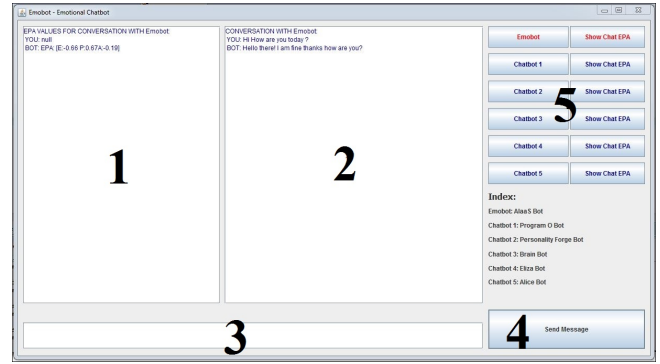 Emobot - Emotional Chatbot
EPA VALUES FOR CONVERSATION WITH Emobot
YOU: null
BOT: EPA: [E:-0.66 P:0.67A:-0.19]
1
CONVERSATION WITH Emobot
YOU: Hi How are you today ?
BOT: Hello there! I am fine thanks how are you?
2
Emobot Show Chat EPA
Chatbot 1 Show Chat EPA
Chatbot 2 Show Chat EPA
5
Chatbot 3 Show Chat EPA
Chatbot 4 Show Chat EPA
Chatbot 5 Show Chat EPA
Index:
Emobot: AlaaS Bot
Chatbot 1: Program O Bot
Chatbot 2: Personality Forge Bot
Chatbot 3: Brain Bot
Chatbot 4: Eliza Bot
Chatbot 5: Alice Bot
3
4 Send Message